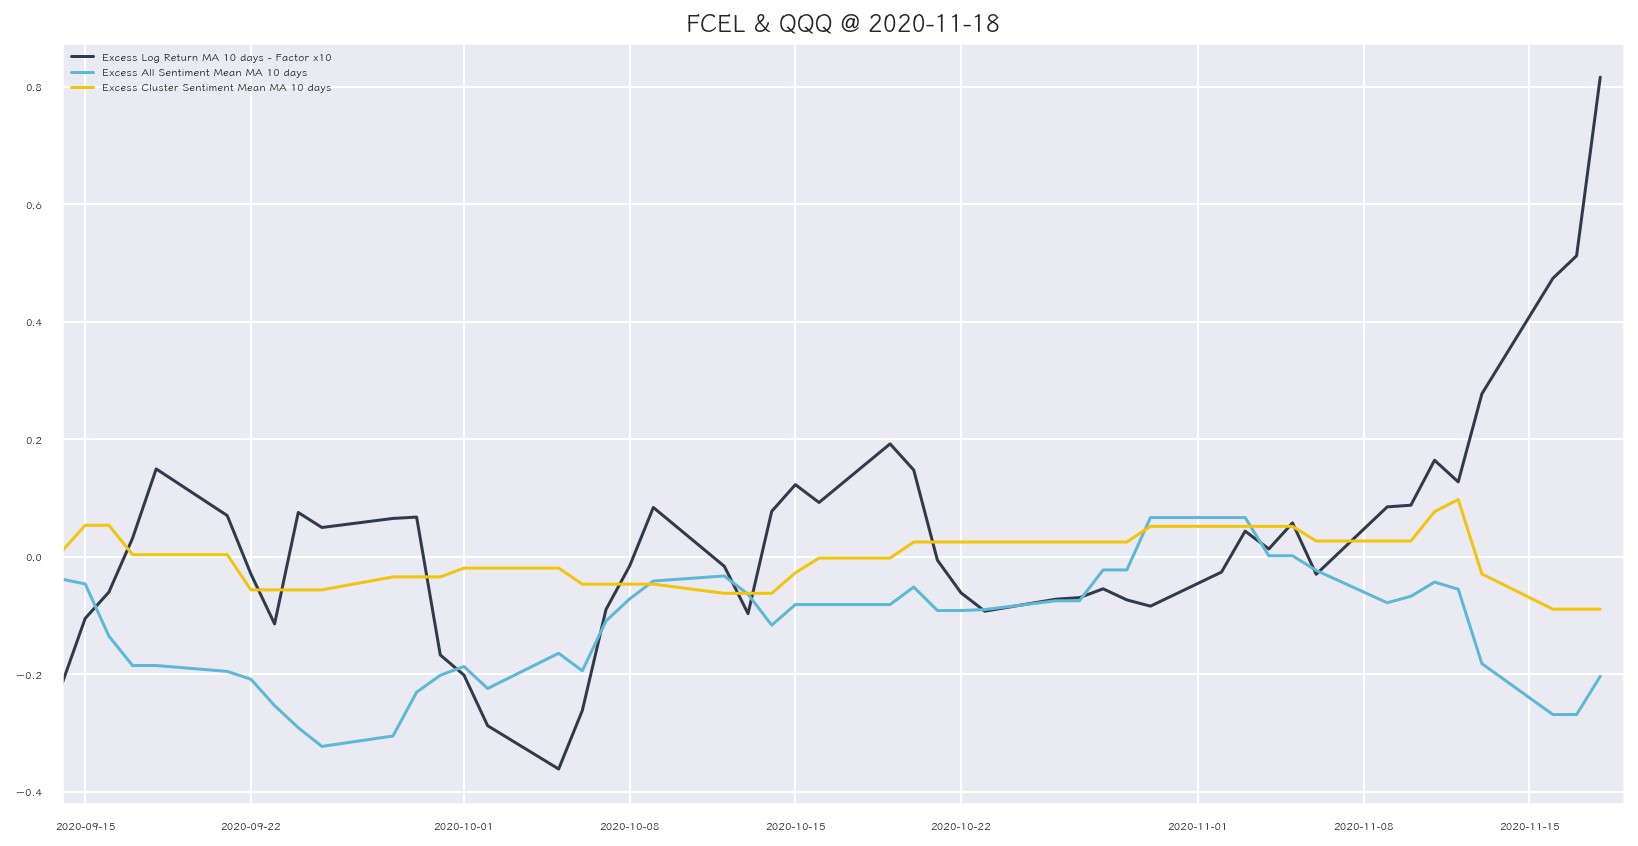 FCEL & QQQ @ 2020-11-18
Excess Log Return MA 10 days - Factor x10
Excess All Sentiment Mean MA 10 days
Excess Cluster Sentiment Mean MA 10 days
0.8
0.6
0.4
0.2
0.0
−0.2
−0.4
2020-09-15 2020-09-22 2020-10-01 2020-10-08 2020-10-15 2020-10-22 2020-11-01 2020-11-08 2020-11-15